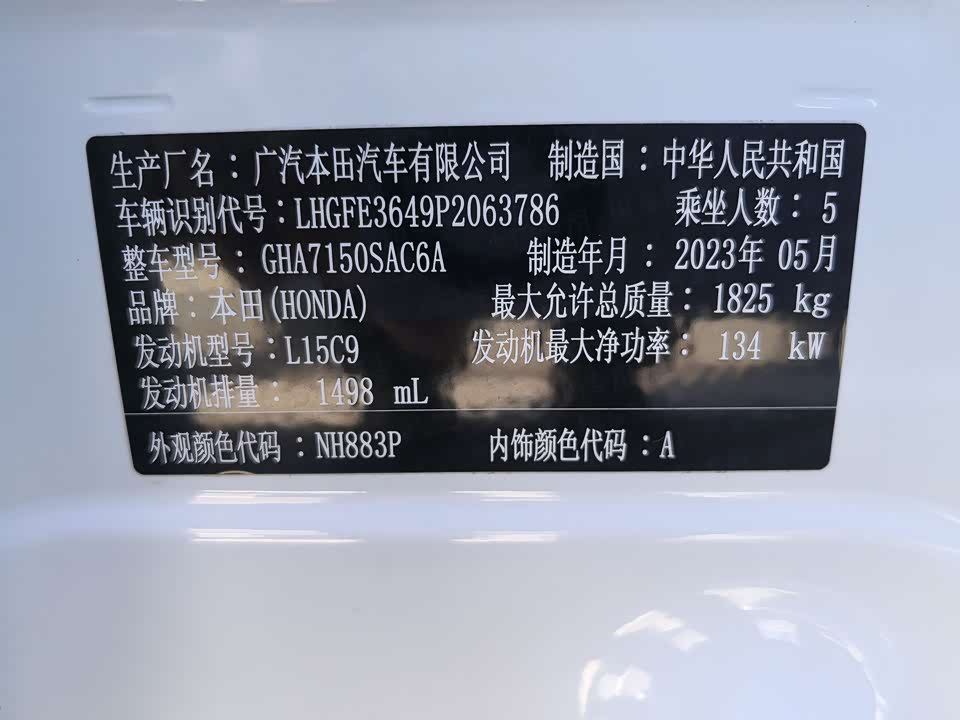 生产厂名：广汽本田汽车有限公司 制造国：中华人民共和国
车辆识别代号：LHGFE3649P2063786 乘坐人数：5
整车型号：GHA7150SAC6A 制造年月：2023年05月
品牌：本田(HONDA) 最大允许总质量：1825 kg
发动机型号：L15C9 发动机最大净功率：134 kW
发动机排量：1498 mL
外观颜色代码：NH883P 内饰颜色代码：A